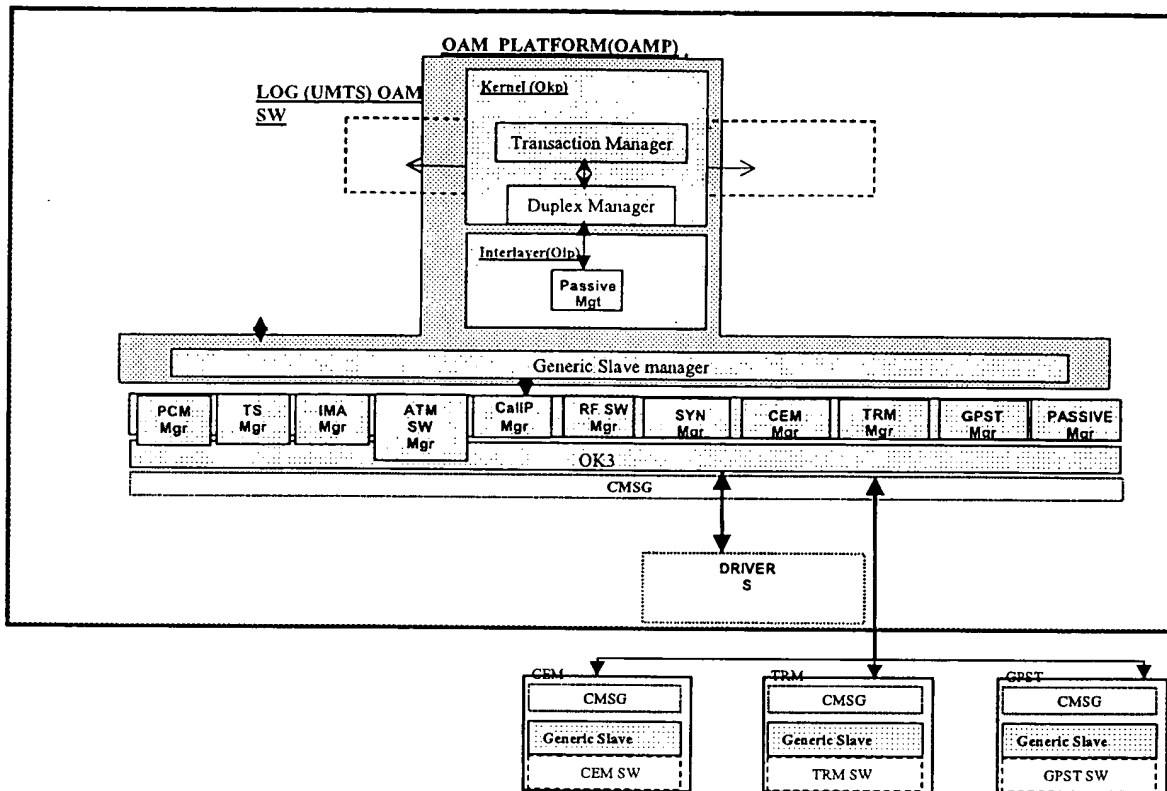 OAM PLATFORM(OAMP)
LOG (UMTS) OAM
SW
Kernel (Okp)
Transaction Manager
Duplex Manager
Interlayer(OIp)
Passive
Mgt
Generic Slave manager
PCM
Mgr
TS
Mgr
IMA
Mgr
ATM
SW
Mgr
CallP
Mgr
RF SW
Mgr
SYN
Mgr
CEM
Mgr
TRM
Mgr
GPST
Mgr
PASSIVE
Mgr
OK3
CMSG
DRIVER
S
CEM
CMSG
Generic Slave
CEM SW
TRM
CMSG
Generic Slave
TRM SW
GPST
CMSG
Generic Slave
GPST SW